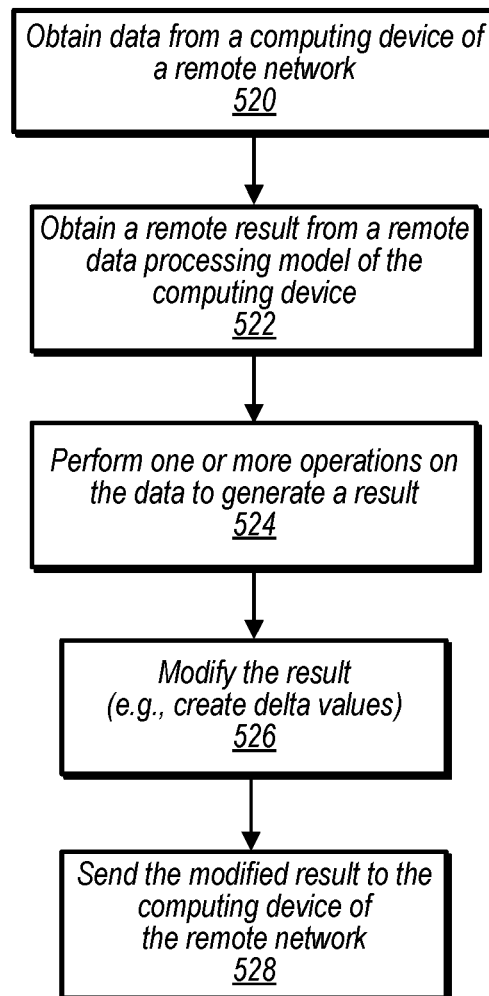 Obtain data from a computing device of
a remote network
520
Obtain a remote result from a remote
data processing model of the
computing device
522
Perform one or more operations on
the data to generate a result
524
Modify the result
(e.g., create delta values)
526
Send the modified result to the
computing device of
the remote network
528